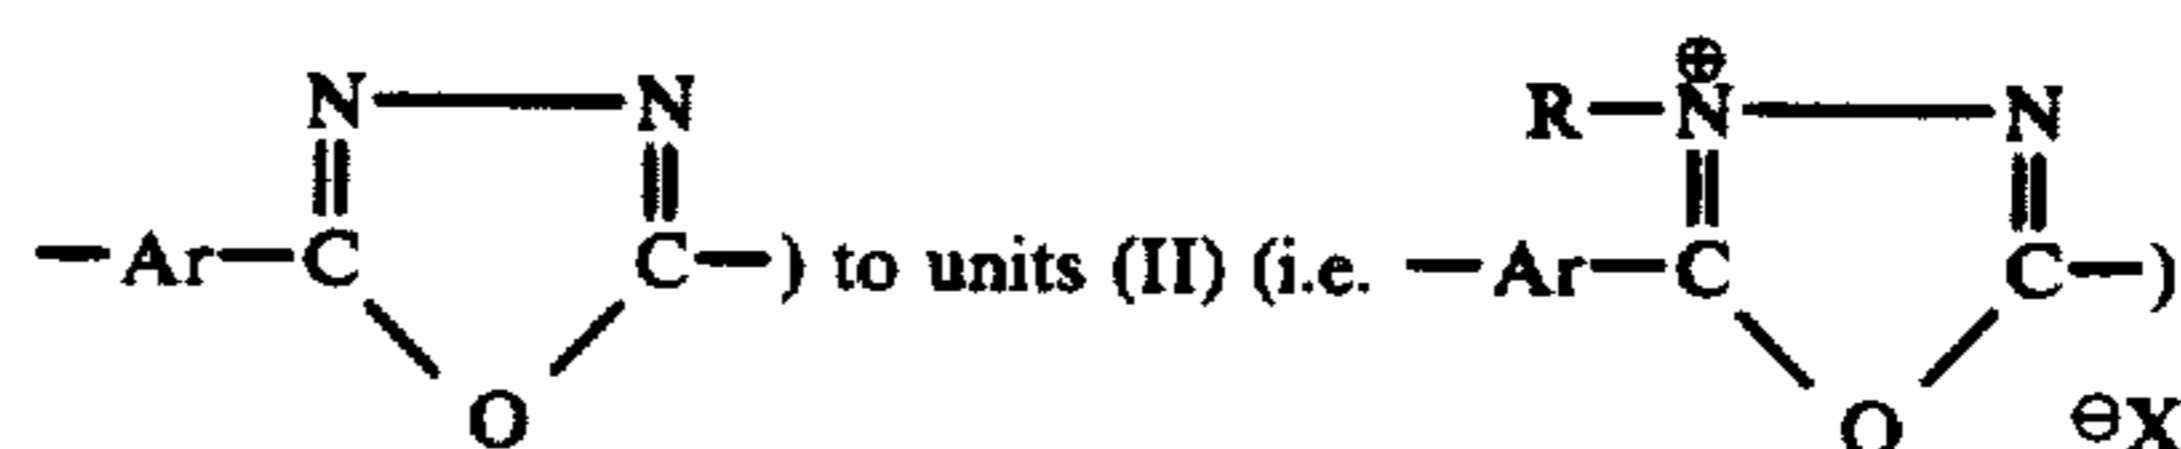 ⊕
N N R—N N
—Ar—C C—) to units (II) (i.e. —Ar—C C—)
O O ⊖X